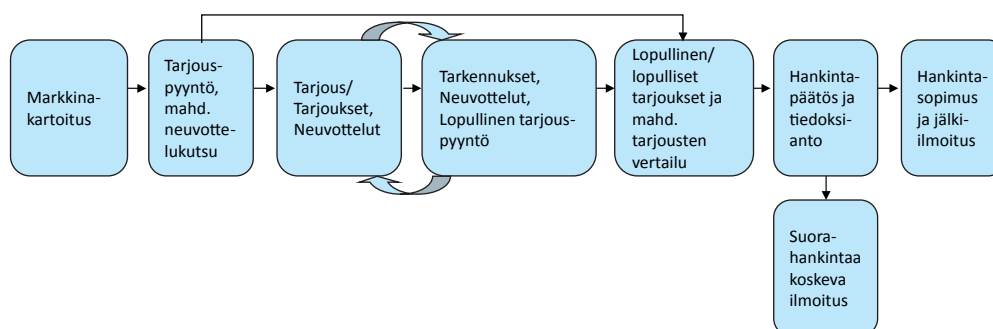 Markkina-
kartoitus
Tarjous-
pyyntö,
mahd.
neuvotte-
lukutsu
Tarjous/
Tarjoukset,
Neuvottelut
Tarkennukset,
Neuvottelut,
Lopullinen tarjous-
pyyntö
Lopullinen/
lopulliset
tarjoukset ja
mahd.
tarjousten
vertailu
Hankinta-
päätös ja
tiedoksi-
anto
Hankinta-
sopimus
ja jälki-
ilmoitus
Suora-
hankintaa
koskeva
ilmoitus